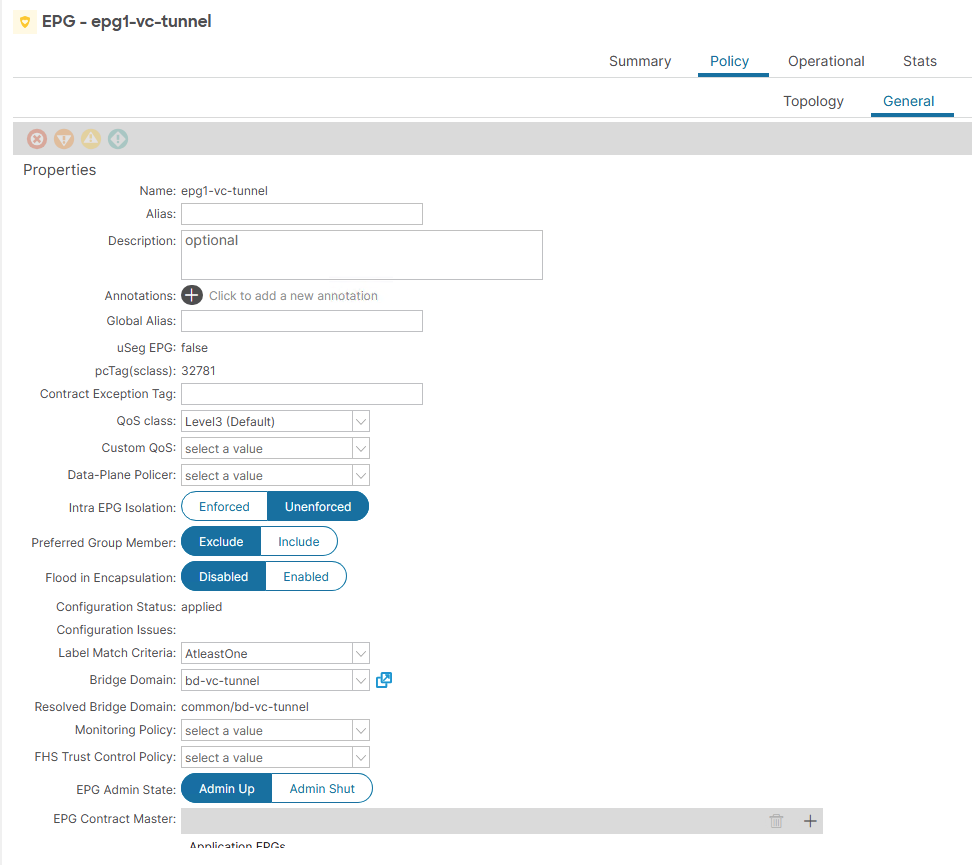 EPG - epg1-vc-tunnel
Summary Policy Operational Stats
Topology General
Properties
Name: epg1-vc-tunnel
Alias:
Description: optional
Annotations: Click to add a new annotation
Global Alias:
uSeg EPG: false
pcTag(sclass): 32781
Contract Exception Tag:
QoS class: Level3 (Default)
Custom QoS: select a value
Data-Plane Policer: select a value
Intra EPG Isolation: Enforced Unenforced
Preferred Group Member: Exclude Include
Flood in Encapsulation: Disabled Enabled
Configuration Status: applied
Configuration Issues:
Label Match Criteria: AtleastOne
Bridge Domain: bd-vc-tunnel
Resolved Bridge Domain: common/bd-vc-tunnel
Monitoring Policy: select a value
FHS Trust Control Policy: select a value
EPG Admin State: Admin Up Admin Shut
EPG Contract Master:
Application EPGs